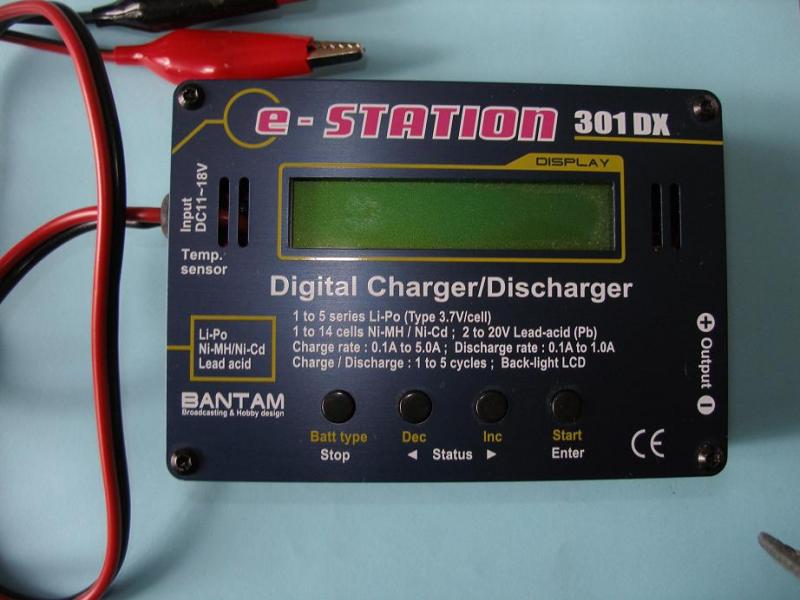 e-STATION 301 DX
DISPLAY
Input
DC11~18V
Temp.
sensor
Digital Charger/Discharger
1 to 5 series Li-Po (Type 3.7V/cell)
1 to 14 cells Ni-MH / Ni-Cd ; 2 to 20V Lead-acid (Pb)
Charge rate : 0.1A to 5.0A ; Discharge rate : 0.1A to 1.0A
Charge / Discharge : 1 to 5 cycles ; Back-light LCD
Li-Po
Ni-MH/Ni-Cd
Lead acid
+ Output −
BANTAM
Broadcasting & Hobby design
Batt type Dec Inc Start
Stop ◄ Status ► Enter
CE